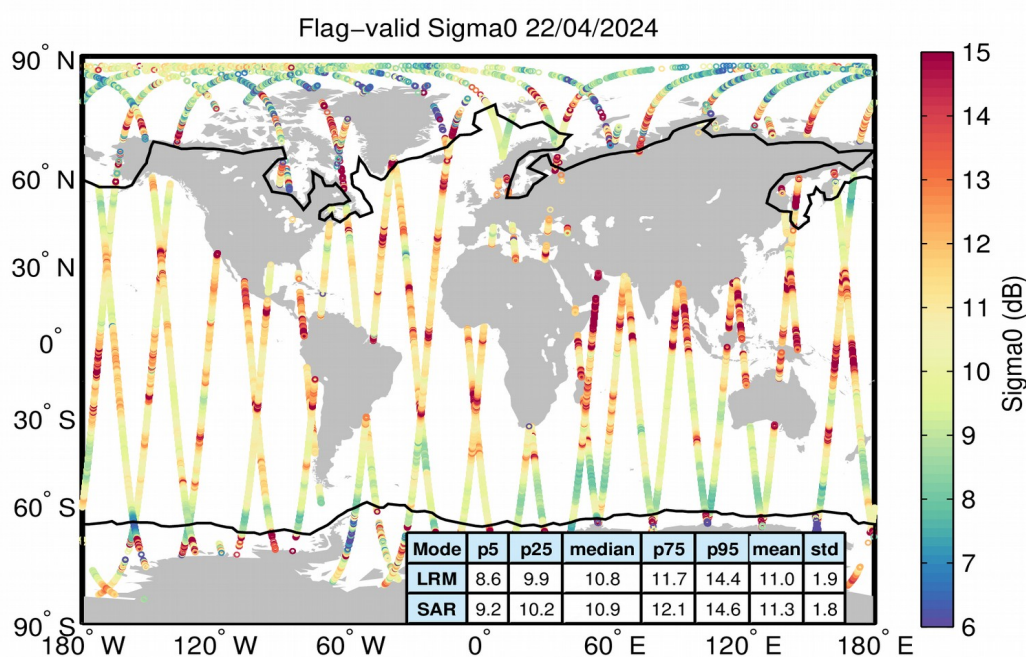 Flag−valid Sigma0 22/04/2024
90° N
60° N
30° N
0°
30° S
60° S
90° S
180° W
120° W
60° W
0°
60° E
120° E
180° E
Mode p5 p25 median p75 p95 mean std
LRM 8.6 9.9 10.8 11.7 14.4 11.0 1.9
SAR 9.2 10.2 10.9 12.1 14.6 11.3 1.8
15
14
13
12
11
10
9
8
7
6
Sigma0 (dB)